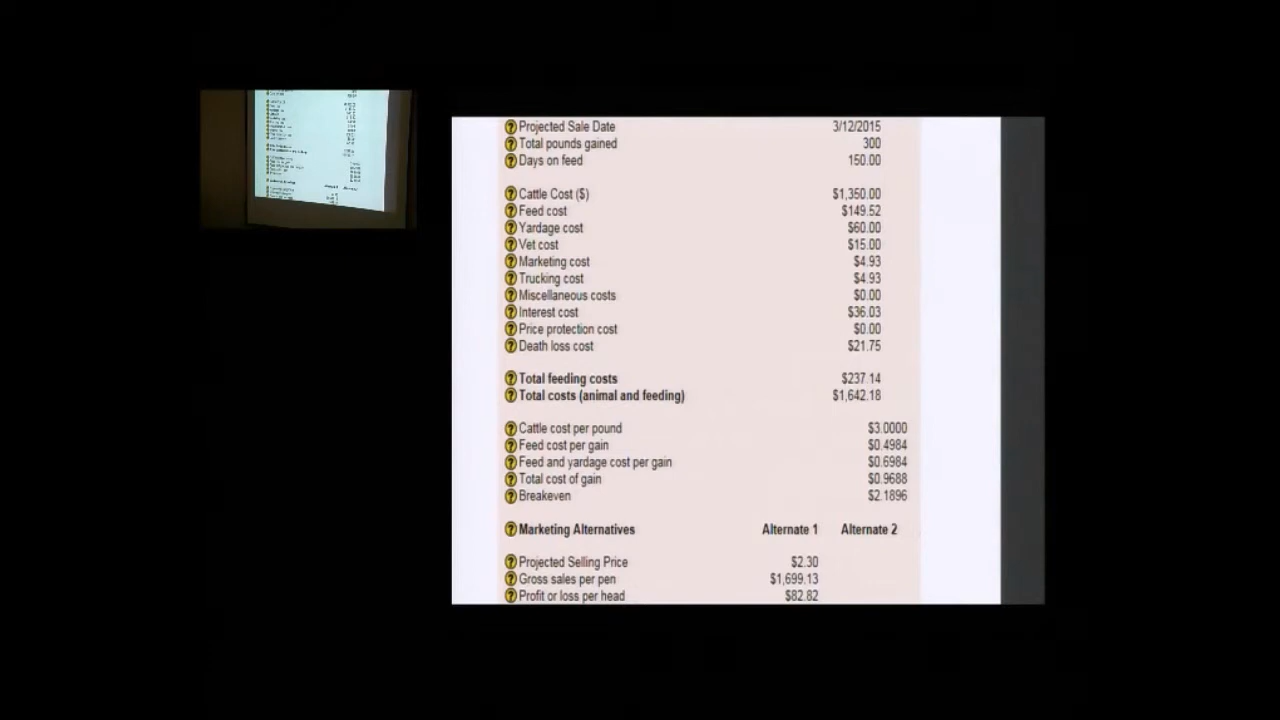 Projected Sale Date 3/12/2015
Total pounds gained 300
Days on feed 150.00
Cattle Cost ($) $1,350.00
Feed cost $149.52
Yardage cost $60.00
Vet cost $15.00
Marketing cost $4.93
Trucking cost $4.93
Miscellaneous costs $0.00
Interest cost $36.03
Price protection cost $0.00
Death loss cost $21.75
Total feeding costs $237.14
Total costs (animal and feeding) $1,642.18
Cattle cost per pound $3.0000
Feed cost per gain $0.4984
Feed and yardage cost per gain $0.6984
Total cost of gain $0.9688
Breakeven $2.1896
Marketing Alternatives Alternate 1 Alternate 2
Projected Selling Price $2.30
Gross sales per pen $1,699.13
Profit or loss per head $82.82